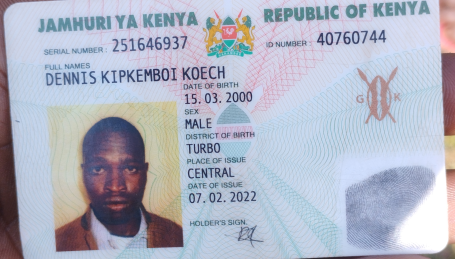 JAMHURI YA KENYA
REPUBLIC OF KENYA
SERIAL NUMBER: 251646937
ID NUMBER: 40760744
FULL NAMES
DENNIS KIPKEMBOI KOECH
DATE OF BIRTH
15.03.2000
SEX
MALE
DISTRICT OF BIRTH
TURBO
PLACE OF ISSUE
CENTRAL
DATE OF ISSUE
07.02.2022
HOLDER'S SIGN.
G K